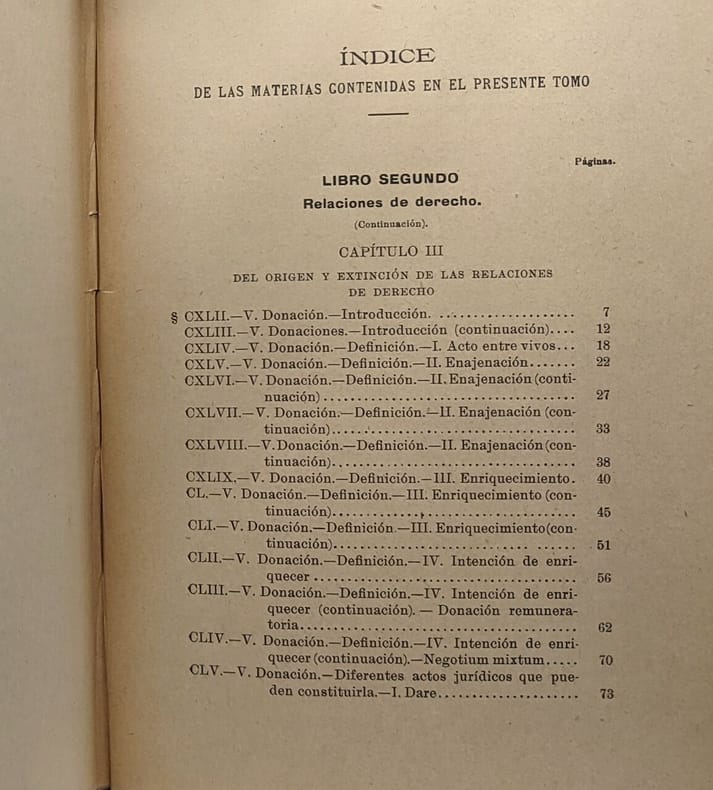 ÍNDICE
DE LAS MATERIAS CONTENIDAS EN EL PRESENTE TOMO
Páginas.
LIBRO SEGUNDO
Relaciones de derecho.
(Continuación).
CAPÍTULO III
DEL ORIGEN Y EXTINCIÓN DE LAS RELACIONES
DE DERECHO
§ CXLII.—V. Donación.—Introducción. .................... 7
CXLIII.—V. Donaciones.—Introducción (continuación).... 12
CXLIV.—V. Donación.—Definición.—I. Acto entre vivos... 18
CXLV.—V. Donación.—Definición.—II. Enajenación....... 22
CXLVI.—V. Donación.—Definición.—II. Enajenación (conti-
nuación).................................... 27
CXLVII.—V. Donación.—Definición.—II. Enajenación (con-
tinuación)................................... 33
CXLVIII.—V. Donación.—Definición.—II. Enajenación (con-
tinuación)................................... 38
CXLIX.—V. Donación.—Definición.—III. Enriquecimiento. 40
CL.—V. Donación.—Definición.—III. Enriquecimiento (con-
tinuación)................................... 45
CLI.—V. Donación.—Definición.—III. Enriquecimiento (con-
tinuación)................................... 51
CLII.—V. Donación.—Definición.—IV. Intención de enri-
quecer ..................................... 56
CLIII.—V. Donación.—Definición.—IV. Intención de enri-
quecer (continuación).—Donación remunera-
toria........................................ 62
CLIV.—V. Donación.—Definición.—IV. Intención de enri-
quecer (continuación).—Negotium mixtum..... 70
CLV.—V. Donación.—Diferentes actos jurídicos que pue-
den constituirla.—I. Dare.................... 73